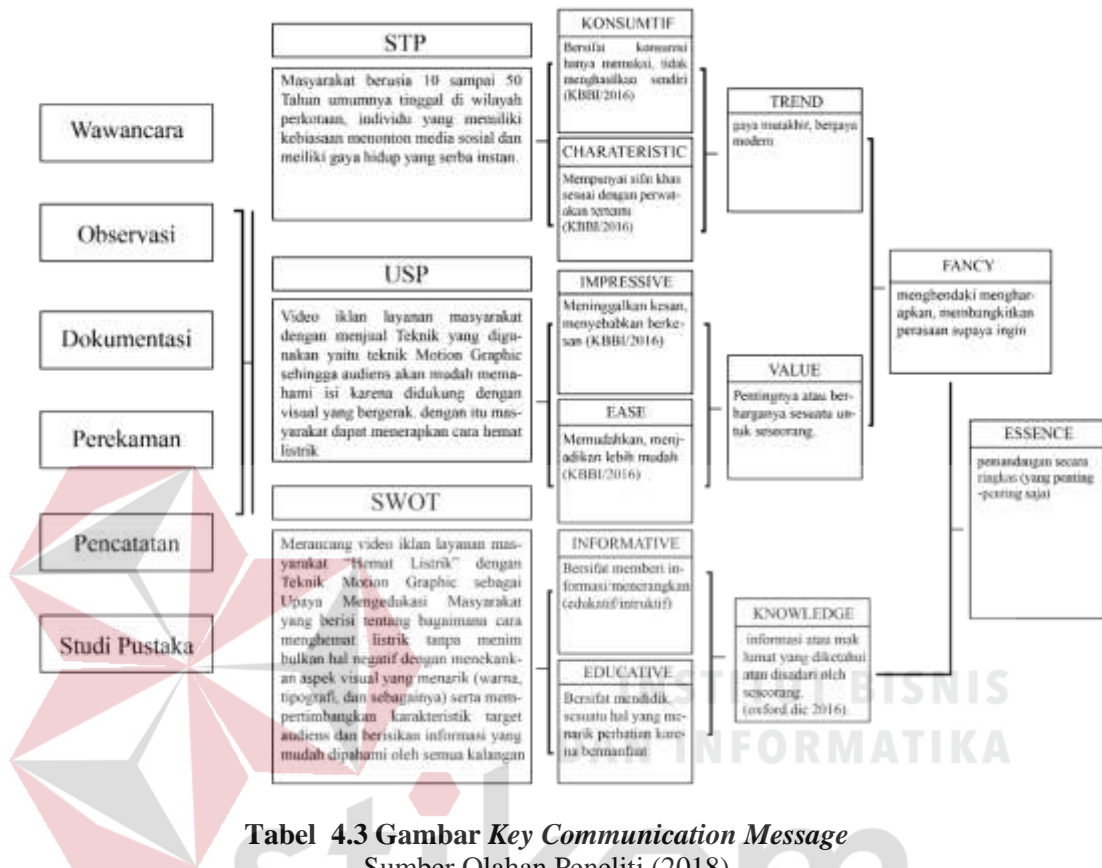 Wawancara
Observasi
Dokumentasi
Perekaman
Pencatatan
Studi Pustaka
STP
Masyarakat berusia 10 sampai 50
Tahun umumnya tinggal di wilayah
perkotaan, individu yang memiliki
kebiasaan menonton media sosial dan
meiliki gaya hidup yang serba instan.
USP
Video iklan layanan masyarakat
dengan menjual Teknik yang digu-
nakan yaitu teknik Motion Graphic
sehingga audiens akan mudah mema-
hami isi karena didukung dengan
visual yang bergerak, dengan itu mas-
yarakat dapat menerapkan cara hemat
listrik
SWOT
Merancang video iklan layanan mas-
yarakat “Hemat Listrik” dengan
Teknik Motion Graphic sebagai
Upaya Mengedukasi Masyarakat
yang berisi tentang bagaimana cara
menghemat listrik tanpa menim
bulkan hal negatif dengan menekank-
an aspek visual yang menarik (warna,
tipografi, dan sebagainya) serta mem-
pertimbangkan karakteristik target
audiens dan berisikan informasi yang
mudah dipahami oleh semua kalangan
KONSUMTIF
Bersifat konsumsi
hanya memakai, tidak
menghasilkan sendiri
(KBBI/2016)
CHARATERISTIC
Mempunyai sifat khas
sesuai dengan perwat-
akan tertentu
(KBBI/2016)
IMPRESSIVE
Meninggalkan kesan,
menyebabkan berke-
san (KBBI/2016)
EASE
Memudahkan, menj-
adikan lebih mudah
(KBBI/2016)
INFORMATIVE
Bersifat memberi in-
formasi/menerangkan
(edukatif/intruktif)
EDUCATIVE
Bersifat mendidik
sesuatu hal yang me-
narik perhatian kare-
na bermanfaat
TREND
gaya mutakhir, bergaya
modern
VALUE
Pentingnya atau ber-
harganya sesuatu un-
tuk seseorang.
KNOWLEDGE
informasi atau mak
lumat yang diketahui
atau disadari oleh
seseorang.
(oxford dic 2016)
FANCY
menghendaki menghar-
apkan, membangkitkan
perasaan supaya ingin
ESSENCE
pemandangan secara
ringkas (yang penting
-penting saja)
INSTITUT BISNIS
DAN INFORMATIKA
stikom
Tabel 4.3 Gambar Key Communication Message
Sumber Olahan Peneliti (2018)